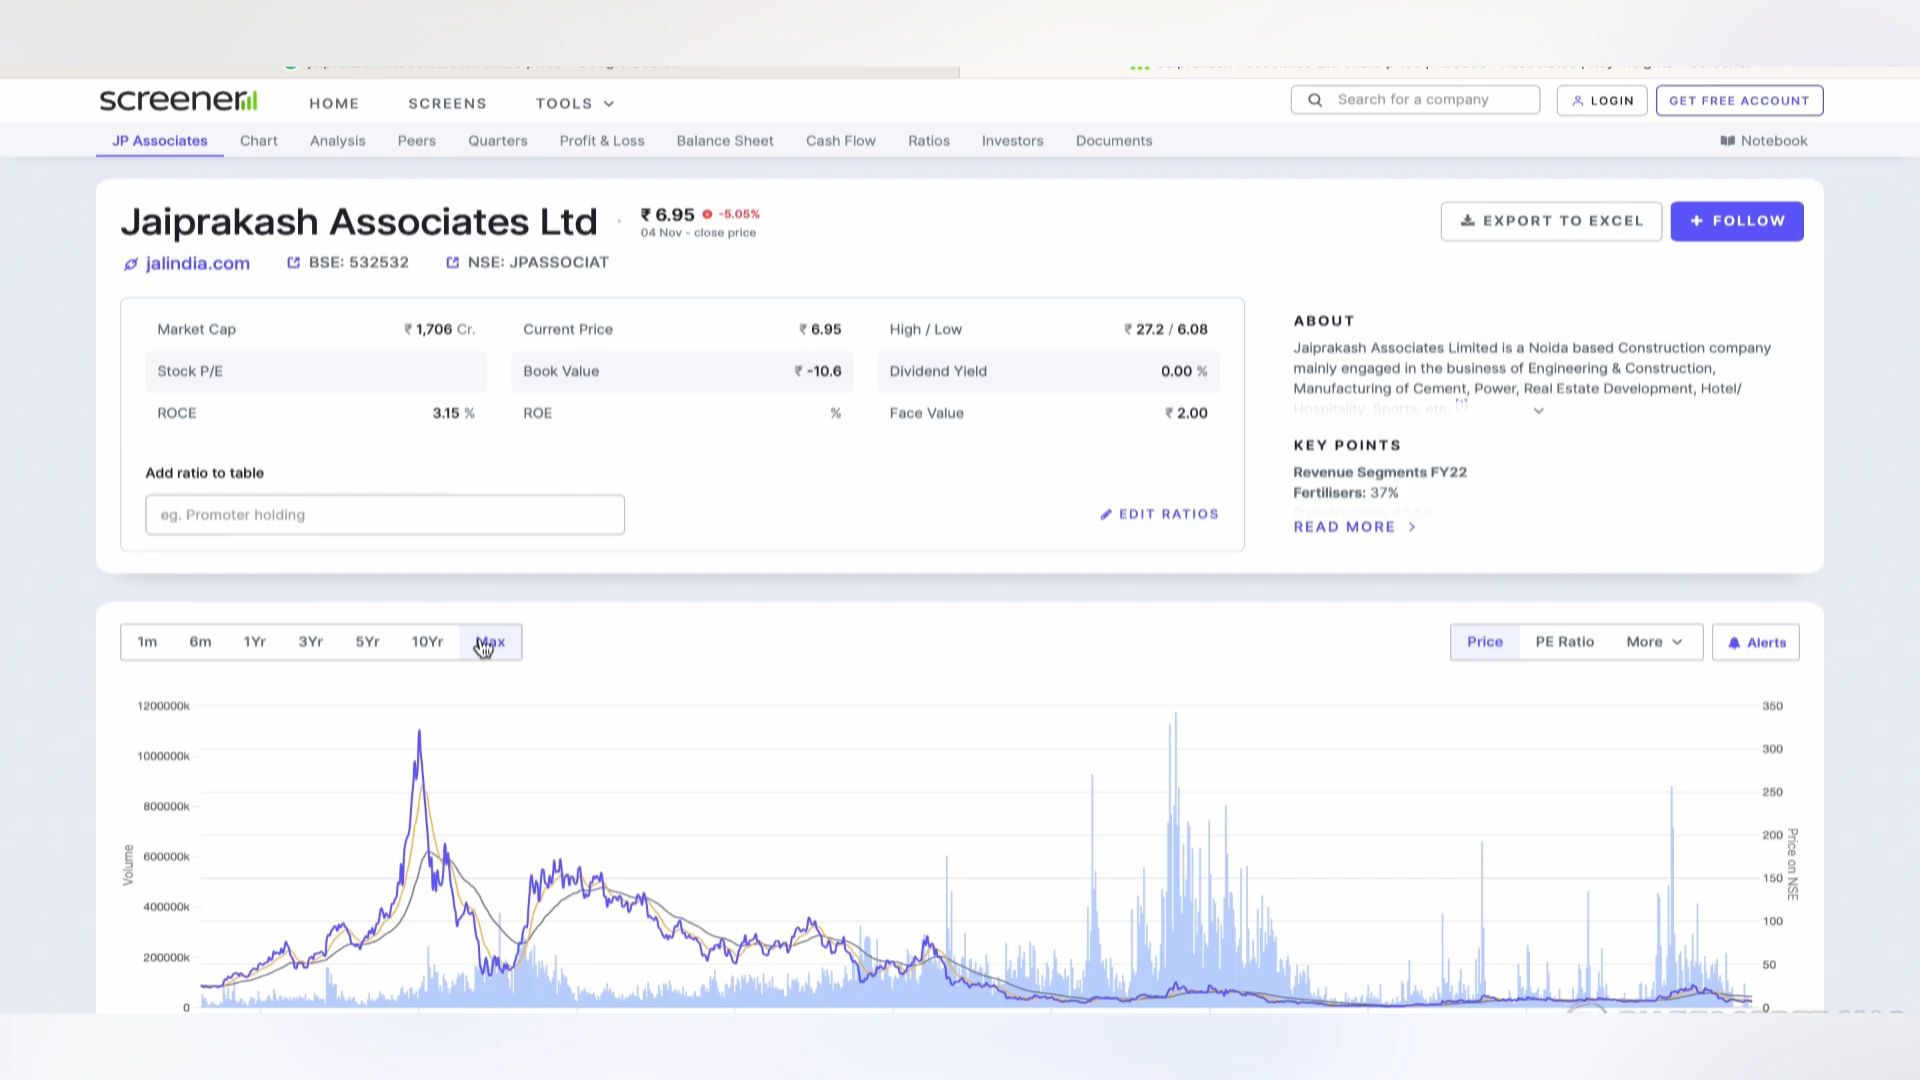 screener
HOME
SCREENS
TOOLS
Search for a company
LOGIN
GET FREE ACCOUNT
JP Associates
Chart
Analysis
Peers
Quarters
Profit & Loss
Balance Sheet
Cash Flow
Ratios
Investors
Documents
Notebook
Jaiprakash Associates Ltd
₹ 6.95 -5.05%
04 Nov - close price
EXPORT TO EXCEL
+ FOLLOW
jalindia.com
BSE: 532532
NSE: JPASSOCIAT
Market Cap ₹ 1,706 Cr.
Current Price ₹ 6.95
High / Low ₹ 27.2 / 6.08
Stock P/E
Book Value ₹ -10.6
Dividend Yield 0.00 %
ROCE 3.15 %
ROE %
Face Value ₹ 2.00
Add ratio to table
eg. Promoter holding
EDIT RATIOS
ABOUT
Jaiprakash Associates Limited is a Noida based Construction company
mainly engaged in the business of Engineering & Construction,
Manufacturing of Cement, Power, Real Estate Development, Hotel/
Hospitality, Sports, etc. [1]
KEY POINTS
Revenue Segments FY22
Fertilisers: 37%
READ MORE
1m
6m
1Yr
3Yr
5Yr
10Yr
Max
Price
PE Ratio
More
Alerts
1200000k
1000000k
800000k
600000k
400000k
200000k
0
Volume
350
300
250
200
150
100
50
0
Price on NSE